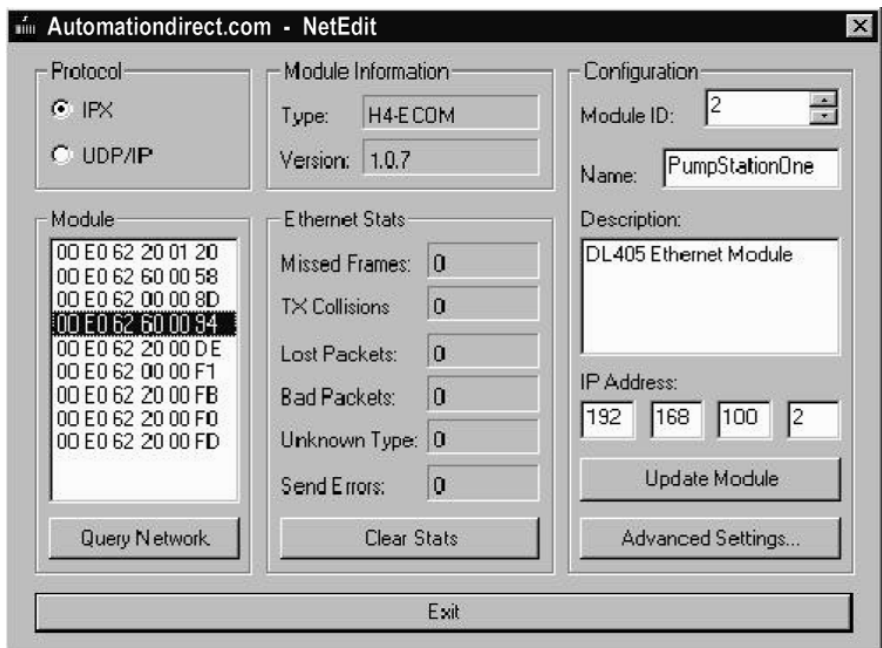 Automationdirect.com - NetEdit
Protocol
IPX
UDP/IP
Module Information
Type: H4-ECOM
Version: 1.0.7
Configuration
Module ID: 2
Name: PumpStationOne
Description:
DL405 Ethernet Module
IP Address:
192 168 100 2
Update Module
Advanced Settings...
Module
00 E0 62 20 01 20
00 E0 62 60 00 58
00 E0 62 00 00 8D
00 E0 62 60 00 94
00 E0 62 20 00 DE
00 E0 62 00 00 F1
00 E0 62 20 00 FB
00 E0 62 20 00 F0
00 E0 62 20 00 FD
Query Network
Ethernet Stats
Missed Frames: 0
TX Collisions 0
Lost Packets: 0
Bad Packets: 0
Unknown Type: 0
Send Errors: 0
Clear Stats
Exit